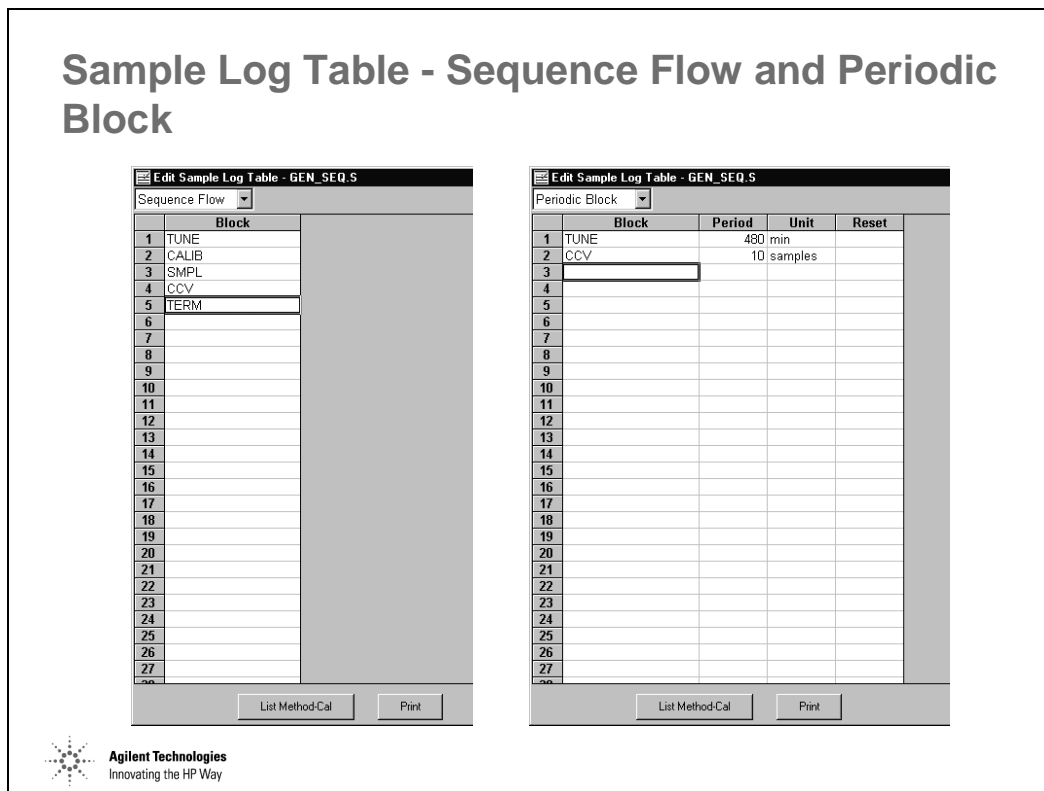 Sample Log Table - Sequence Flow and Periodic
Block
Edit Sample Log Table - GEN_SEQ.S
Sequence Flow
Block
1 TUNE
2 CALIB
3 SMPL
4 CCV
5 TERM
6
7
8
9
10
11
12
13
14
15
16
17
18
19
20
21
22
23
24
25
26
27
List Method-Cal Print
Edit Sample Log Table - GEN_SEQ.S
Periodic Block
Block Period Unit Reset
1 TUNE 480 min
2 CCV 10 samples
3
4
5
6
7
8
9
10
11
12
13
14
15
16
17
18
19
20
21
22
23
24
25
26
27
List Method-Cal Print
Agilent Technologies
Innovating the HP Way